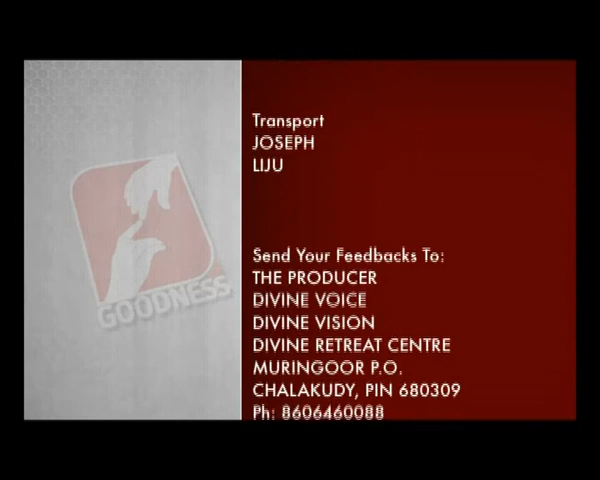 Transport
JOSEPH
LIJU
GOODNESS
Send Your Feedbacks To:
THE PRODUCER
DIVINE VOICE
DIVINE VISION
DIVINE RETREAT CENTRE
MURINGOOR P.O.
CHALAKUDY, PIN 680309
Ph: 8606460088